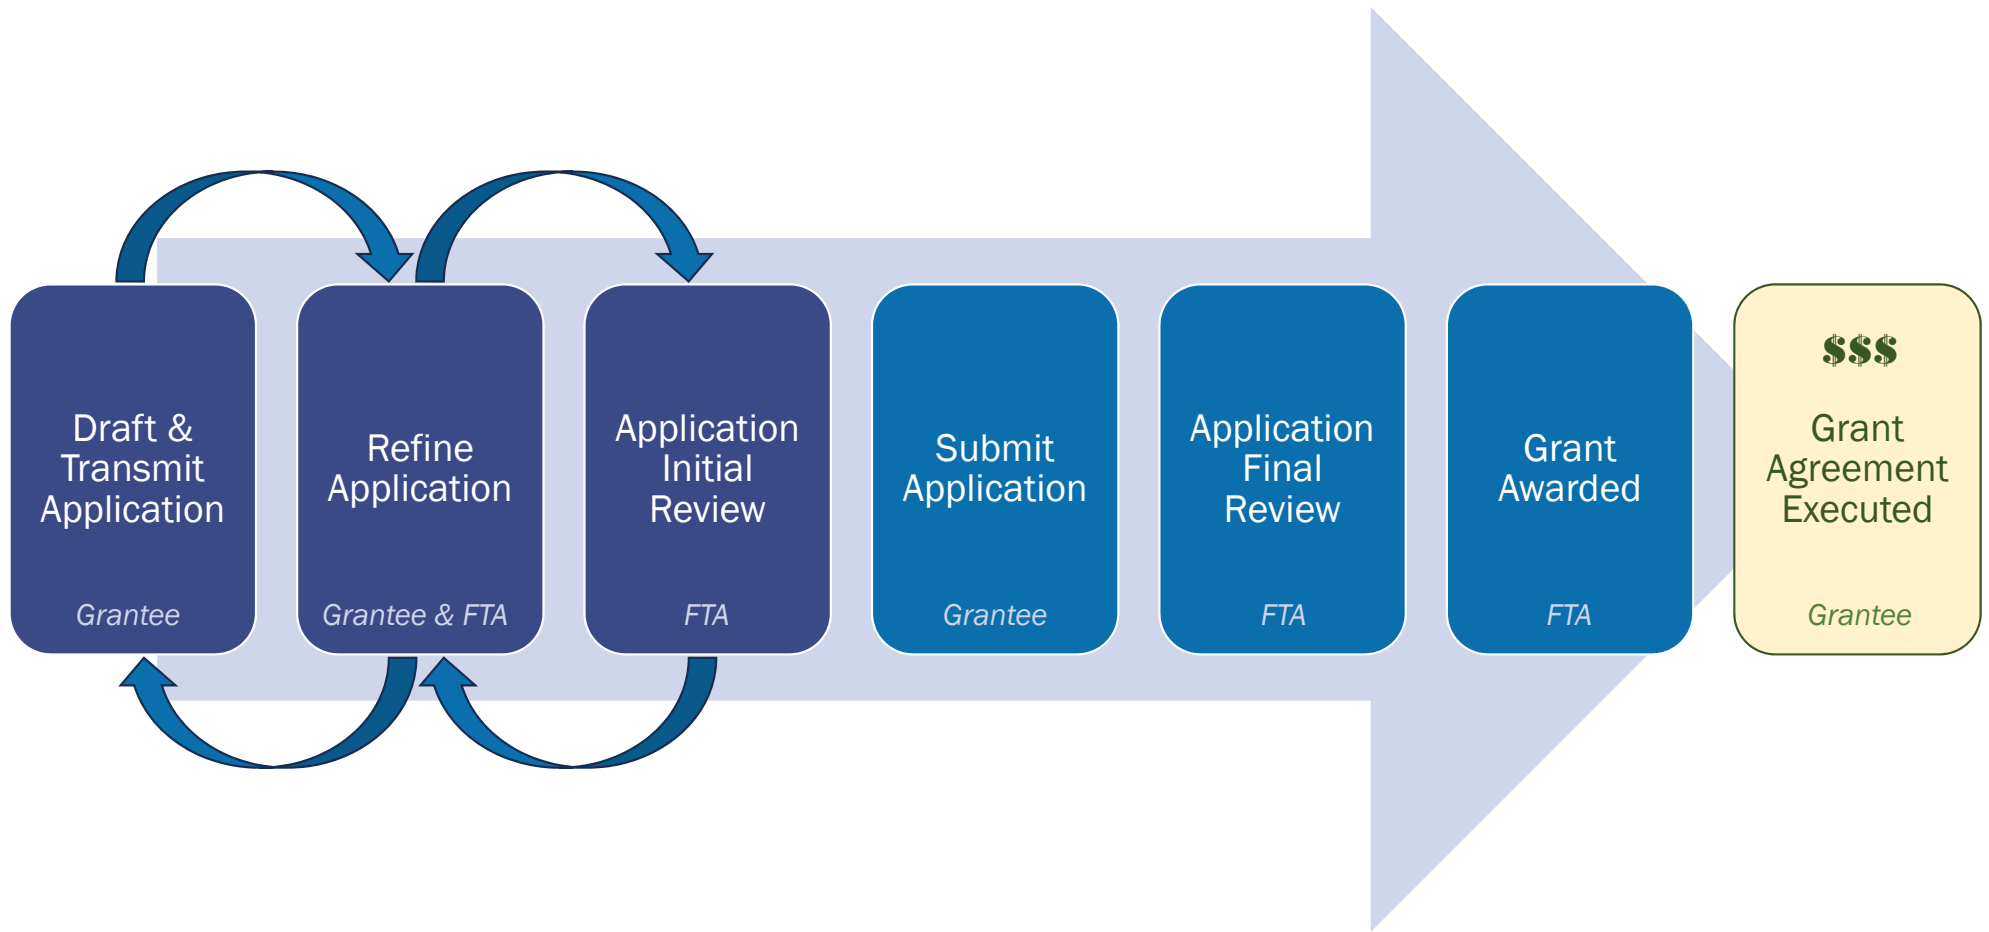 Draft &
Transmit
Application
Grantee
Refine
Application
Grantee & FTA
Application
Initial
Review
FTA
Submit
Application
Grantee
Application
Final
Review
FTA
Grant
Awarded
FTA
$$$
Grant
Agreement
Executed
Grantee